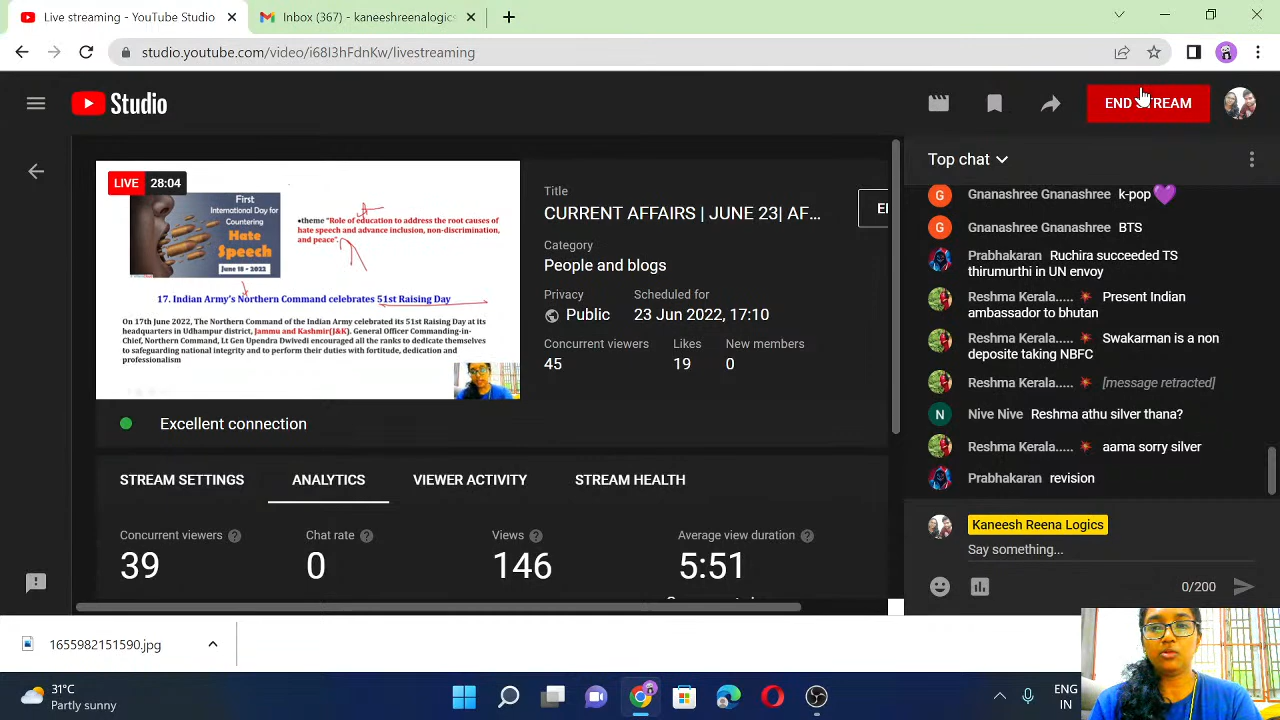 Live streaming - YouTube Studio
Inbox (367) - kaneeshreenalogic
studio.youtube.com/video/i68I3hFdnKw/livestreaming
Studio
END STREAM
LIVE 28:04
First
International Day for
Countering
Hate
Speech
June 18 - 2022
•theme "Role of education to address the root causes of
hate speech and advance inclusion, non-discrimination,
and peace".
17. Indian Army's Northern Command celebrates 51st Raising Day
On 17th June 2022, The Northern Command of the Indian Army celebrated its 51st Raising Day at its
headquarters in Udhampur district, Jammu and Kashmir(J&K). General Officer Commanding-in-
Chief, Northern Command, Lt Gen Upendra Dwivedi encouraged all the ranks to dedicate themselves
to safeguarding national integrity and to perform their duties with fortitude, dedication and
professionalism
Title
CURRENT AFFAIRS | JUNE 23| AF...
Category
People and blogs
Privacy
Public
Scheduled for
23 Jun 2022, 17:10
Concurrent viewers
45
Likes
19
New members
0
Excellent connection
STREAM SETTINGS
ANALYTICS
VIEWER ACTIVITY
STREAM HEALTH
Concurrent viewers
39
Chat rate
0
Views
146
Average view duration
5:51
Top chat
Gnanashree Gnanashree k-pop💜
Gnanashree Gnanashree BTS
Prabhakaran Ruchira succeeded TS
thirumurthi in UN envoy
Reshma Kerala..... Present Indian
ambassador to bhutan
Reshma Kerala..... Swakarman is a non
deposite taking NBFC
Reshma Kerala..... [message retracted]
Nive Nive Reshma athu silver thana?
Reshma Kerala..... aama sorry silver
Prabhakaran revision
Kaneesh Reena Logics
Say something...
0/200
1655982151590.jpg
31°C
Partly sunny
ENG
IN